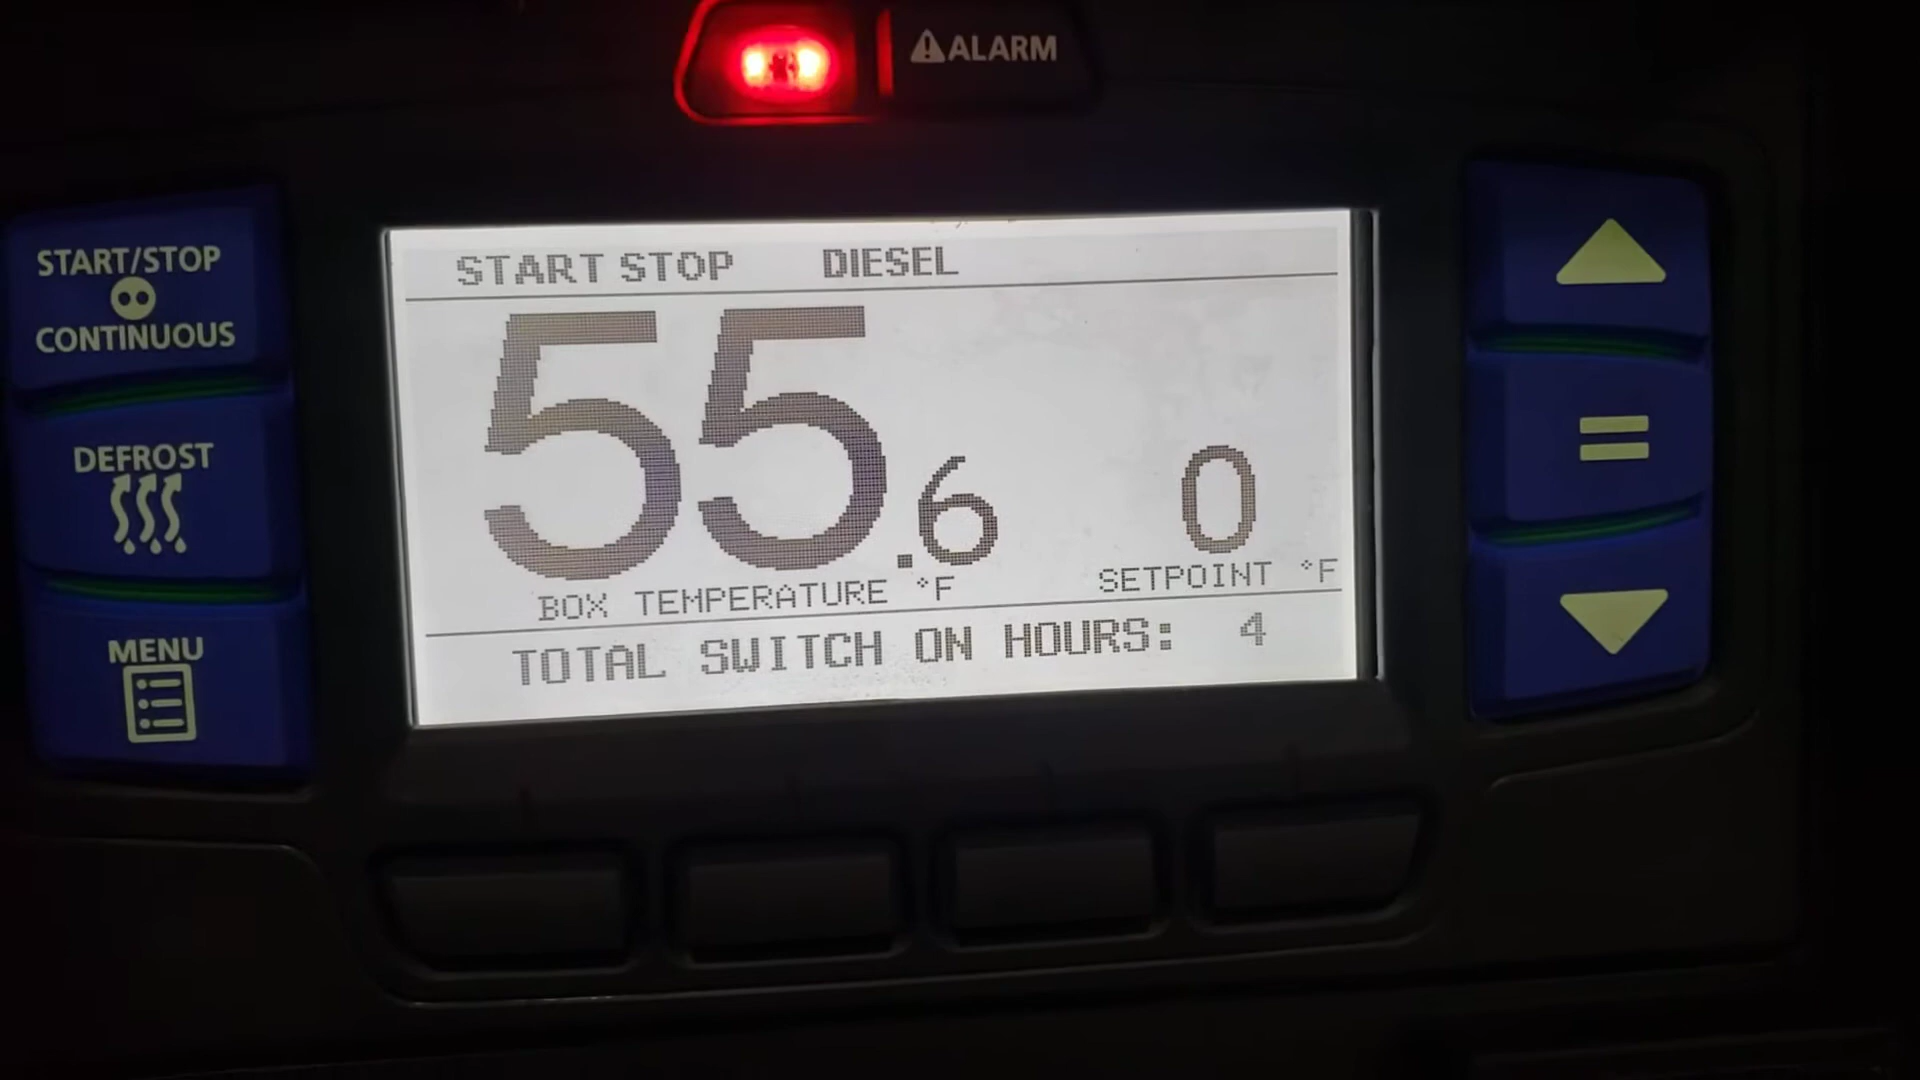 ALARM
START/STOP
CONTINUOUS
DEFROST
MENU
START STOP DIESEL
55.6 0
BOX TEMPERATURE °F SETPOINT °F
TOTAL SWITCH ON HOURS: 4